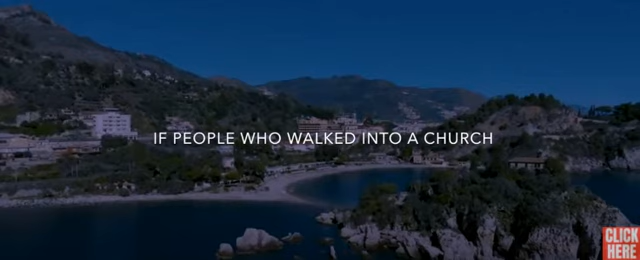 IF PEOPLE WHO WALKED INTO A CHURCH
CLICK
HERE